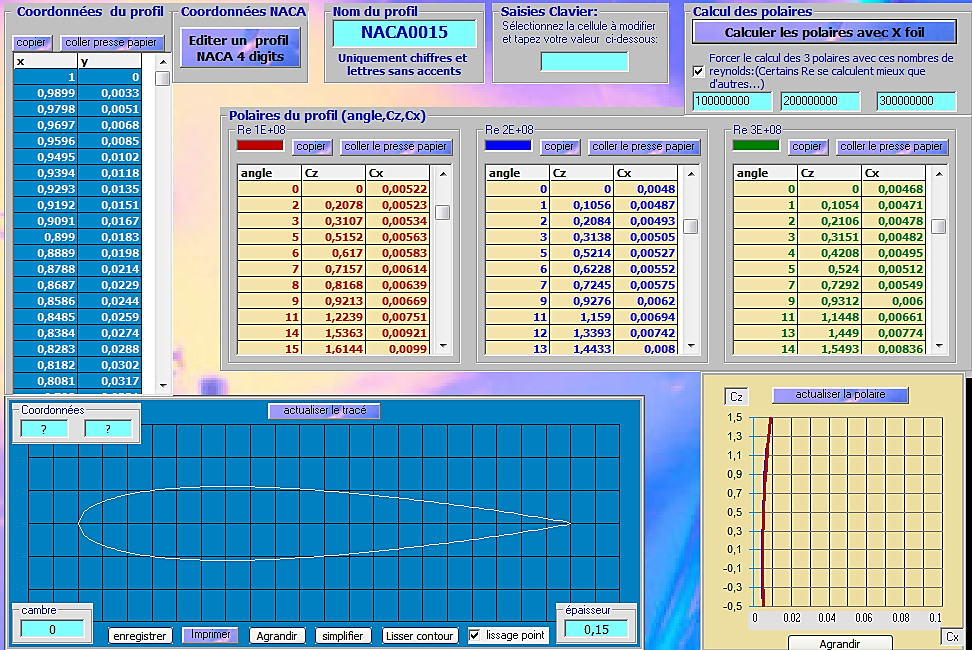 Coordonnées du profil
copier coller presse papier
x y
1 0
0,9899 0,0033
0,9798 0,0051
0,9697 0,0068
0,9596 0,0085
0,9495 0,0102
0,9394 0,0118
0,9293 0,0135
0,9192 0,0151
0,9091 0,0167
0,899 0,0183
0,8889 0,0198
0,8788 0,0214
0,8687 0,0229
0,8586 0,0244
0,8485 0,0259
0,8384 0,0274
0,8283 0,0288
0,8182 0,0302
0,8081 0,0317
Coordonnées NACA
Editer un profil
NACA 4 digits
Nom du profil
NACA0015
Uniquement chiffres et
lettres sans accents
Saisies Clavier:
Sélectionnez la cellule à modifier
et tapez votre valeur ci-dessous:
Calcul des polaires
Calculer les polaires avec X foil
Forcer le calcul des 3 polaires avec ces nombres de
reynolds:(Certains Re se calculent mieux que
d'autres...)
100000000 200000000 300000000
Polaires du profil (angle,Cz,Cx)
Re 1E+08
copier coller le presse papier
angle Cz Cx
0 0 0,00522
2 0,2078 0,00523
3 0,3107 0,00534
5 0,5152 0,00563
6 0,617 0,00583
7 0,7157 0,00614
8 0,8168 0,00639
9 0,9213 0,00669
11 1,2239 0,00751
14 1,5363 0,00921
15 1,6144 0,0099
Re 2E+08
copier coller le presse papier
angle Cz Cx
0 0 0,0048
1 0,1056 0,00487
2 0,2084 0,00493
3 0,3138 0,00505
5 0,5214 0,00527
6 0,6228 0,00552
7 0,7245 0,00575
9 0,9276 0,0062
11 1,159 0,00694
12 1,3393 0,00742
13 1,4433 0,008
Re 3E+08
copier coller le presse papier
angle Cz Cx
0 0 0,00468
1 0,1054 0,00471
2 0,2106 0,00478
3 0,3151 0,00482
4 0,4208 0,00495
5 0,524 0,00512
7 0,7292 0,00549
9 0,9312 0,006
11 1,1448 0,00661
13 1,449 0,00774
14 1,5493 0,00836
Coordonnées
? ?
actualiser le tracé
cambre
0
épaisseur
0,15
enregistrer Imprimer Agrandir simplifier Lisser contour lissage point
Cz actualiser la polaire
1,5
1,3
1,1
0,9
0,7
0,5
0,3
0,1
-0,1
-0,3
-0,5
0 0.02 0.04 0.06 0.08 0.1
Agrandir Cx